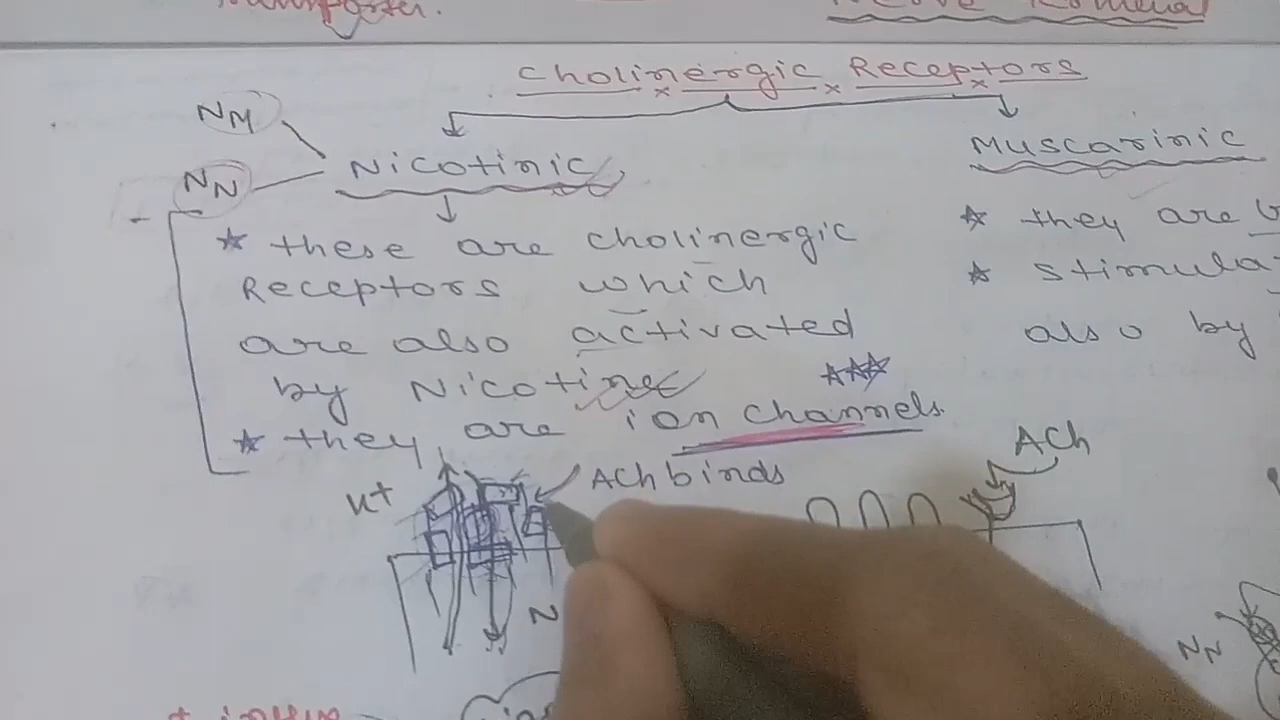 Cholinergic Receptors
NM
NN
Nicotinic
* these are cholinergic
Receptors which
are also activated
by Nicotine
* they are ion channels.
ACh binds
K+
N
Muscarinic
* they are
* stimula
also by
ACh
NN